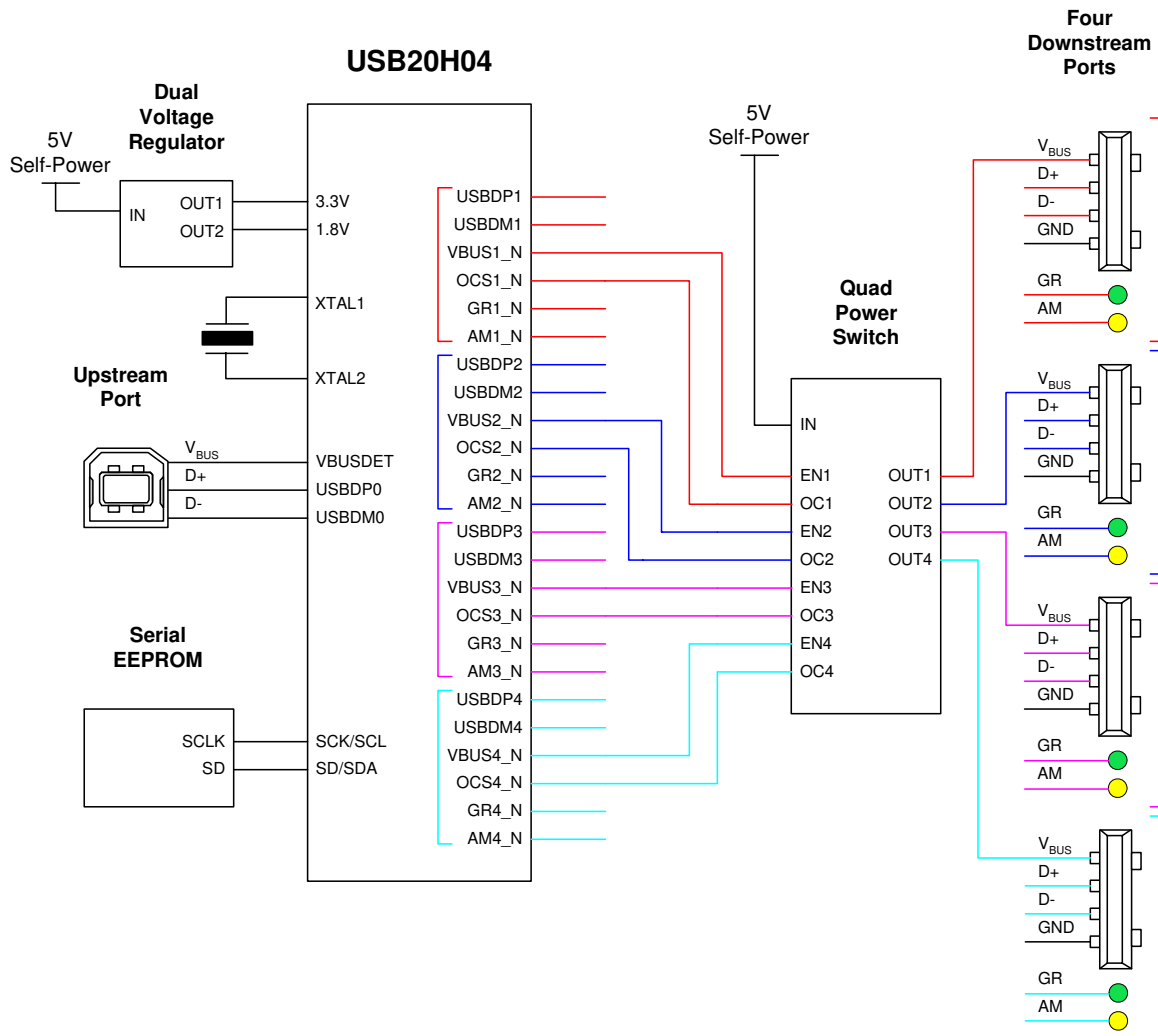 USB20H04
Four
Downstream
Ports
Dual
Voltage
Regulator
5V
Self-Power
IN
OUT1
OUT2
3.3V
1.8V
XTAL1
XTAL2
Upstream
Port
VBUS
D+
D-
VBUSDET
USBDP0
USBDM0
Serial
EEPROM
SCLK
SD
SCK/SCL
SD/SDA
USBDP1
USBDM1
VBUS1_N
OCS1_N
GR1_N
AM1_N
USBDP2
USBDM2
VBUS2_N
OCS2_N
GR2_N
AM2_N
USBDP3
USBDM3
VBUS3_N
OCS3_N
GR3_N
AM3_N
USBDP4
USBDM4
VBUS4_N
OCS4_N
GR4_N
AM4_N
5V
Self-Power
Quad
Power
Switch
IN
EN1
OC1
EN2
OC2
EN3
OC3
EN4
OC4
OUT1
OUT2
OUT3
OUT4
VBUS
D+
D-
GND
GR
AM
VBUS
D+
D-
GND
GR
AM
VBUS
D+
D-
GND
GR
AM
VBUS
D+
D-
GND
GR
AM